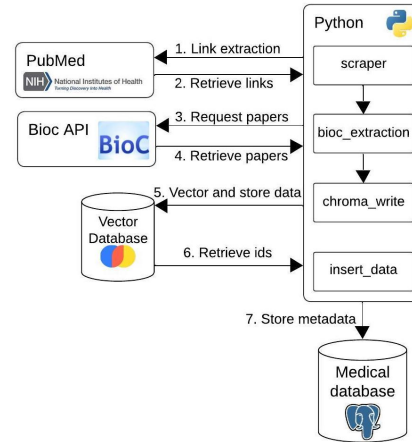 Python
PubMed
NIH National Institutes of Health
Turning Discovery Into Health
1. Link extraction
2. Retrieve links
scraper
Bioc API
BioC
3. Request papers
4. Retrieve papers
bioc_extraction
5. Vector and store data
chroma_write
Vector
Database
6. Retrieve ids
insert_data
7. Store metadata
Medical
database